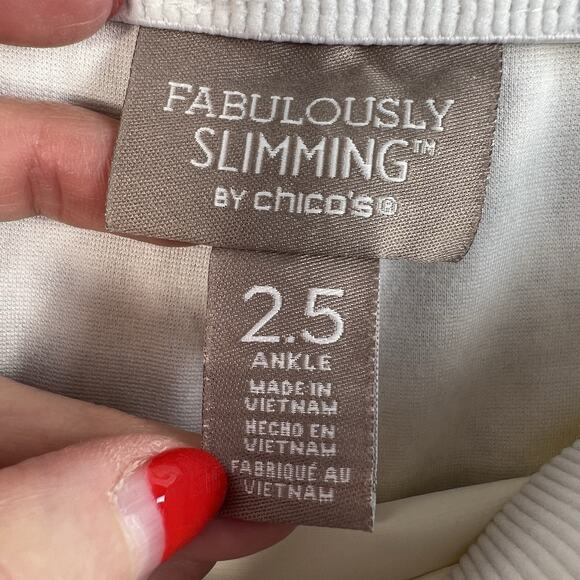 FABULOUSLY
SLIMMING™
BY chico's®
2.5
ANKLE
MADE IN
VIETNAM
HECHO EN
VIETNAM
FABRIQUÉ AU
VIETNAM